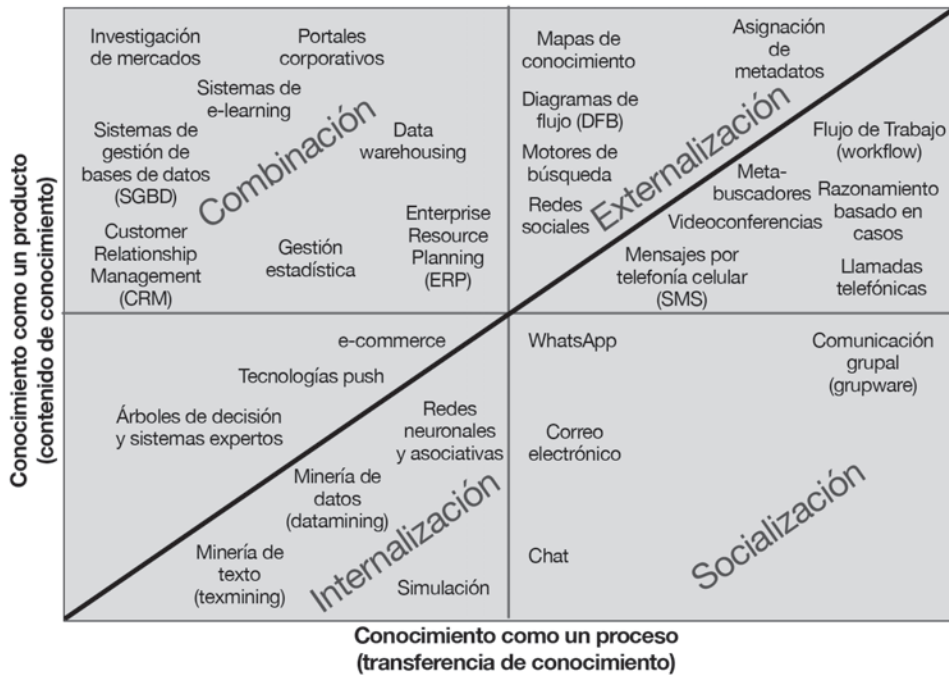 Conocimiento como un producto
(contenido de conocimiento)
Investigación
de mercados
Portales
corporativos
Sistemas de
e-learning
Sistemas de
gestión de
bases de datos
(SGBD)
Data
warehousing
Combinación
Customer
Relationship
Management
(CRM)
Gestión
estadística
Enterprise
Resource
Planning
(ERP)
Mapas de
conocimiento
Asignación
de
metadatos
Diagramas de
flujo (DFB)
Motores de
búsqueda
Redes
sociales
Externalización
Flujo de Trabajo
(workflow)
Meta-
buscadores
Razonamiento
basado en
casos
Videoconferencias
Mensajes por
telefonía celular
(SMS)
Llamadas
telefónicas
e-commerce
Tecnologías push
Árboles de decisión
y sistemas expertos
Redes
neuronales
y asociativas
Minería de
datos
(datamining)
Minería de
texto
(texmining)
Internalización
Simulación
WhatsApp
Comunicación
grupal
(grupware)
Correo
electrónico
Socialización
Chat
Conocimiento como un proceso
(transferencia de conocimiento)